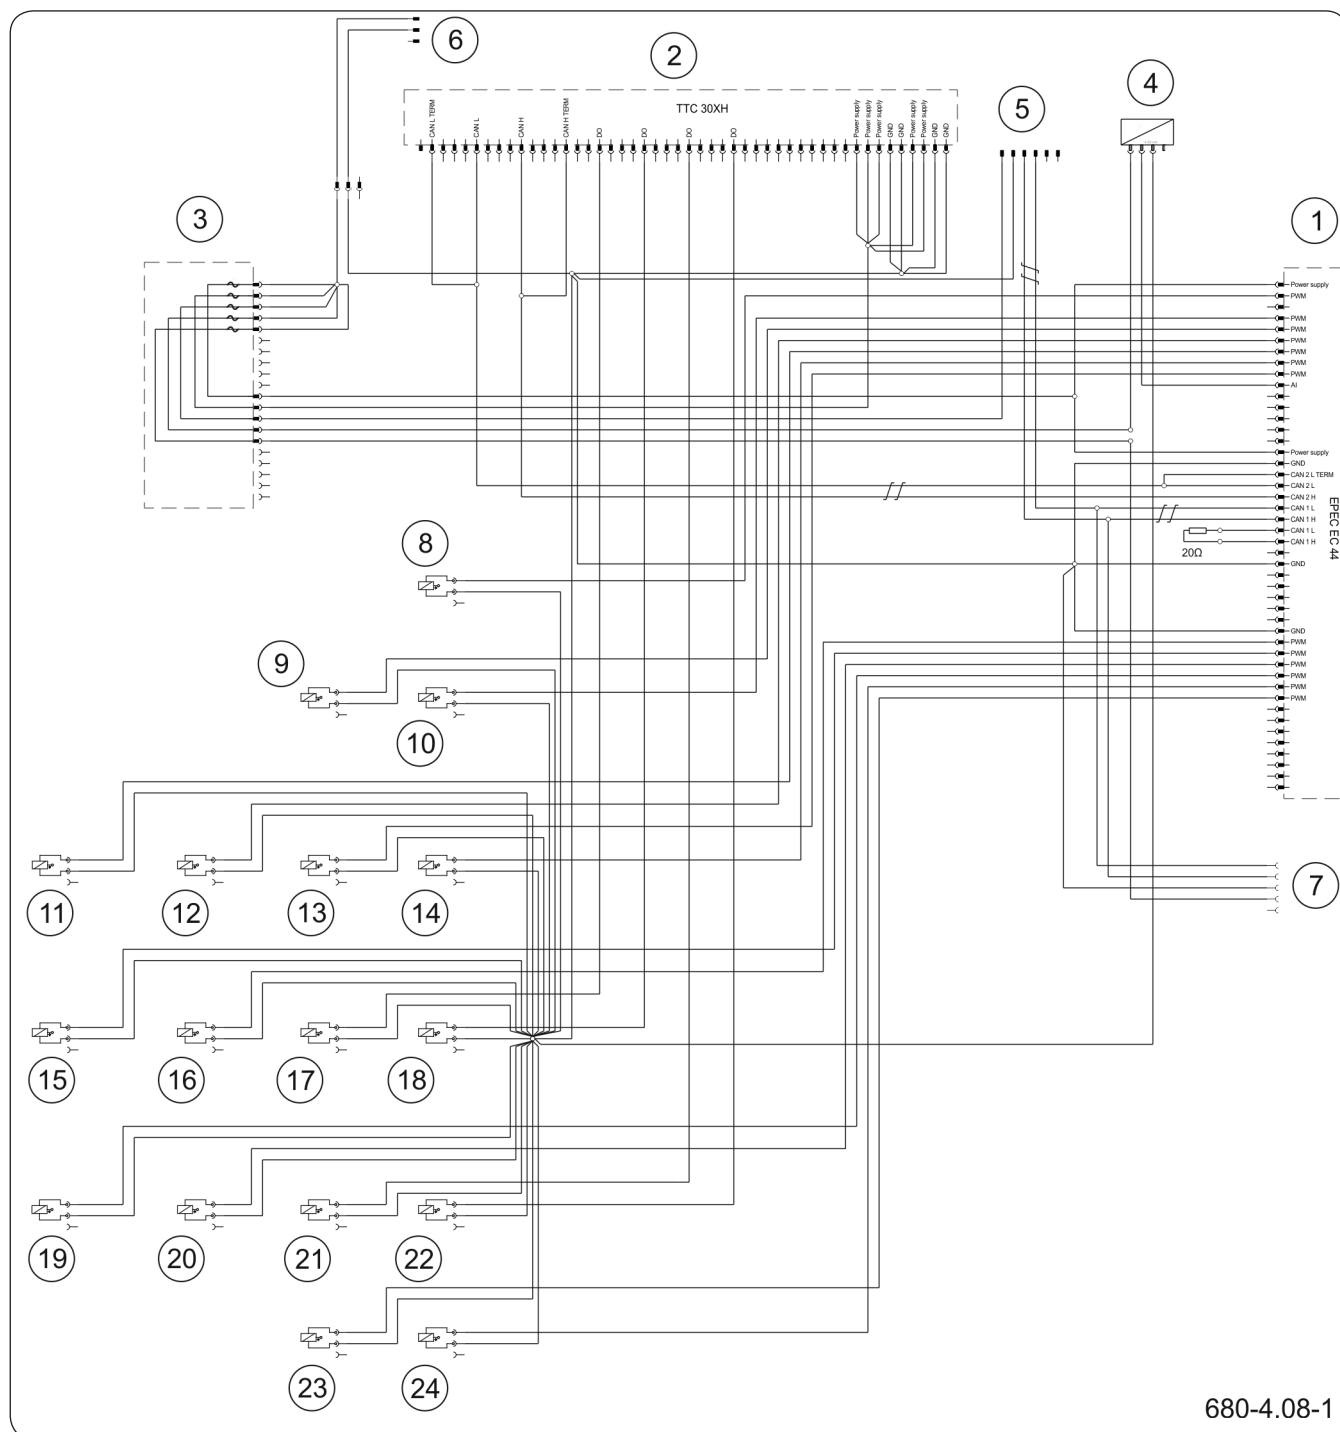 6
2
4
5
TTC 30XH
CAN L TERM
CAN L
CAN H
CAN H TERM
DO
DO
DO
DO
Power supply
Power supply
Power supply
GND
GND
Power supply
Power supply
GND
GND
3
1
Power supply
PWM
PWM
PWM
PWM
PWM
PWM
PWM
AI
Power supply
GND
CAN 2 L TERM
CAN 2 L
CAN 2 H
CAN 1 L
CAN 1 H
CAN 1 L
CAN 1 H
20Ω
GND
GND
PWM
PWM
PWM
PWM
PWM
PWM
EPEC EC 44
8
9
10
7
11
12
13
14
15
16
17
18
19
20
21
22
23
24
680-4.08-1